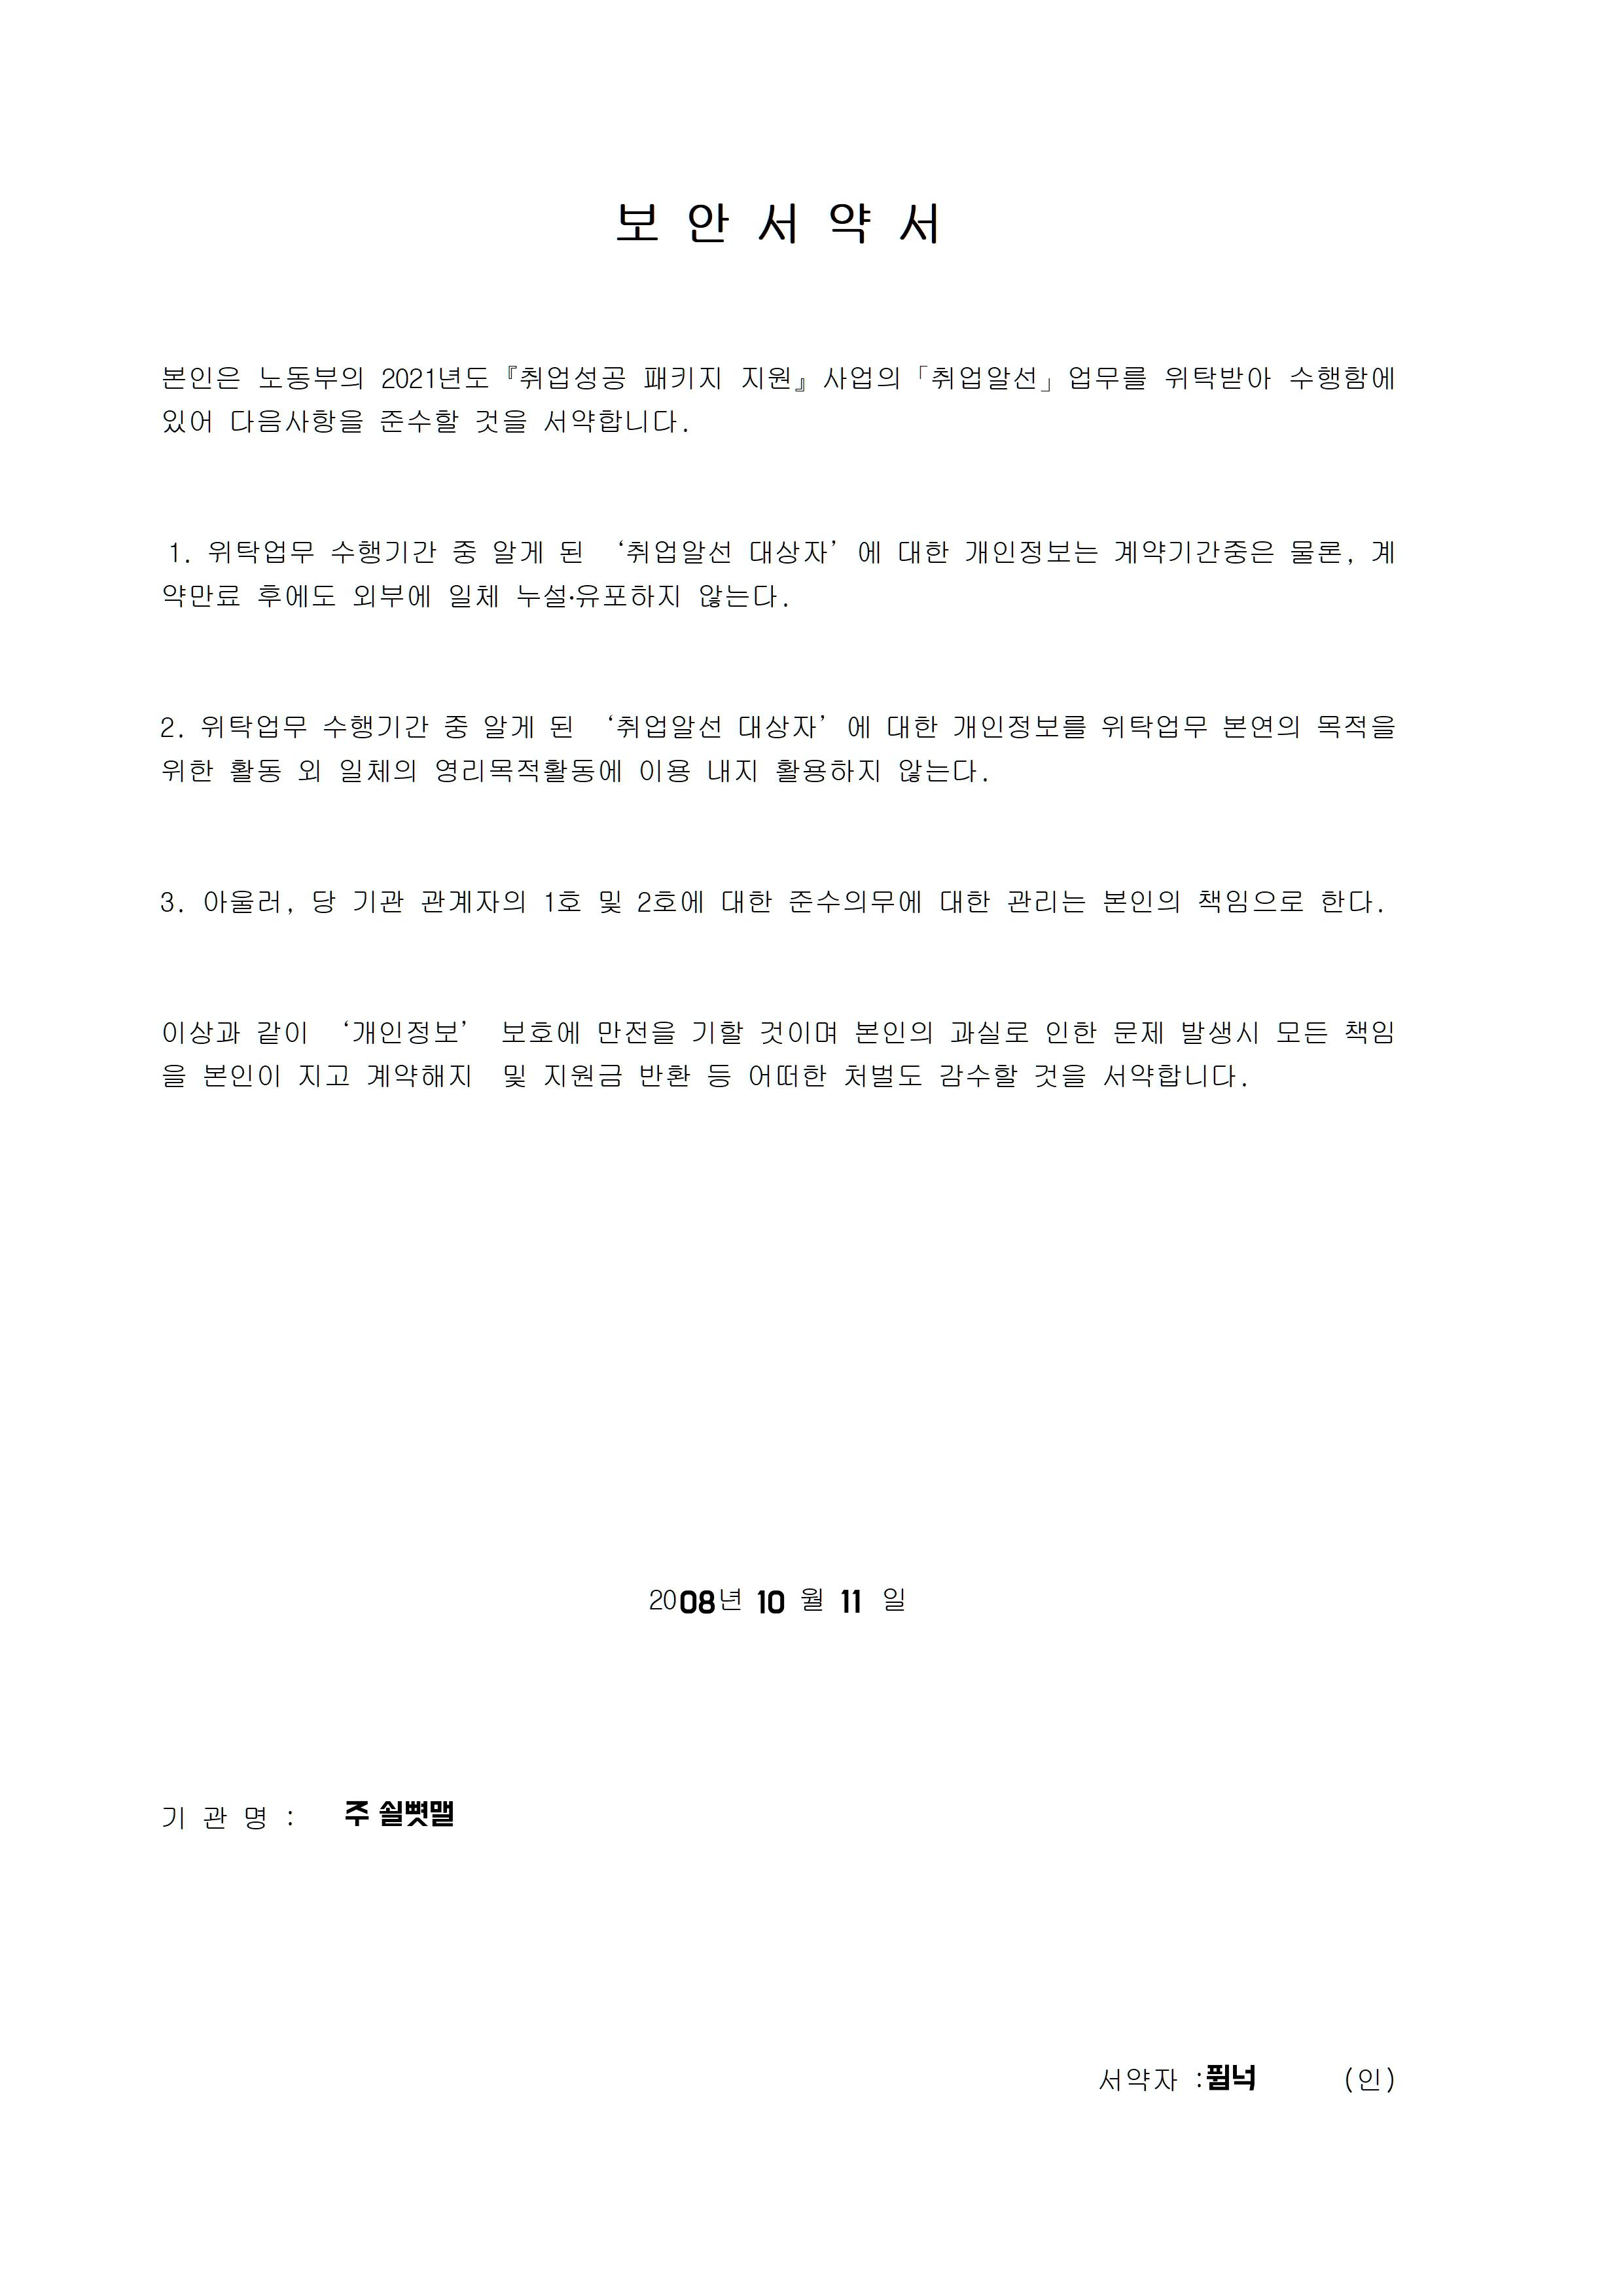 보 안 서 약 서
본인은 노동부의 2021년도『취업성공 패키지 지원』사업의「취업알선」업무를 위탁받아 수행함에
있어 다음사항을 준수할 것을 서약합니다.
1. 위탁업무 수행기간 중 알게 된 ‘취업알선 대상자’에 대한 개인정보는 계약기간중은 물론, 계
약만료 후에도 외부에 일체 누설·유포하지 않는다.
2. 위탁업무 수행기간 중 알게 된 ‘취업알선 대상자’에 대한 개인정보를 위탁업무 본연의 목적을
위한 활동 외 일체의 영리목적활동에 이용 내지 활용하지 않는다.
3. 아울러, 당 기관 관계자의 1호 및 2호에 대한 준수의무에 대한 관리는 본인의 책임으로 한다.
이상과 같이 ‘개인정보’ 보호에 만전을 기할 것이며 본인의 과실로 인한 문제 발생시 모든 책임
을 본인이 지고 계약해지 및 지원금 반환 등 어떠한 처벌도 감수할 것을 서약합니다.
2008년 10 월 11 일
기 관 명 : 주 쇨뼛맬
서약자 : (인)